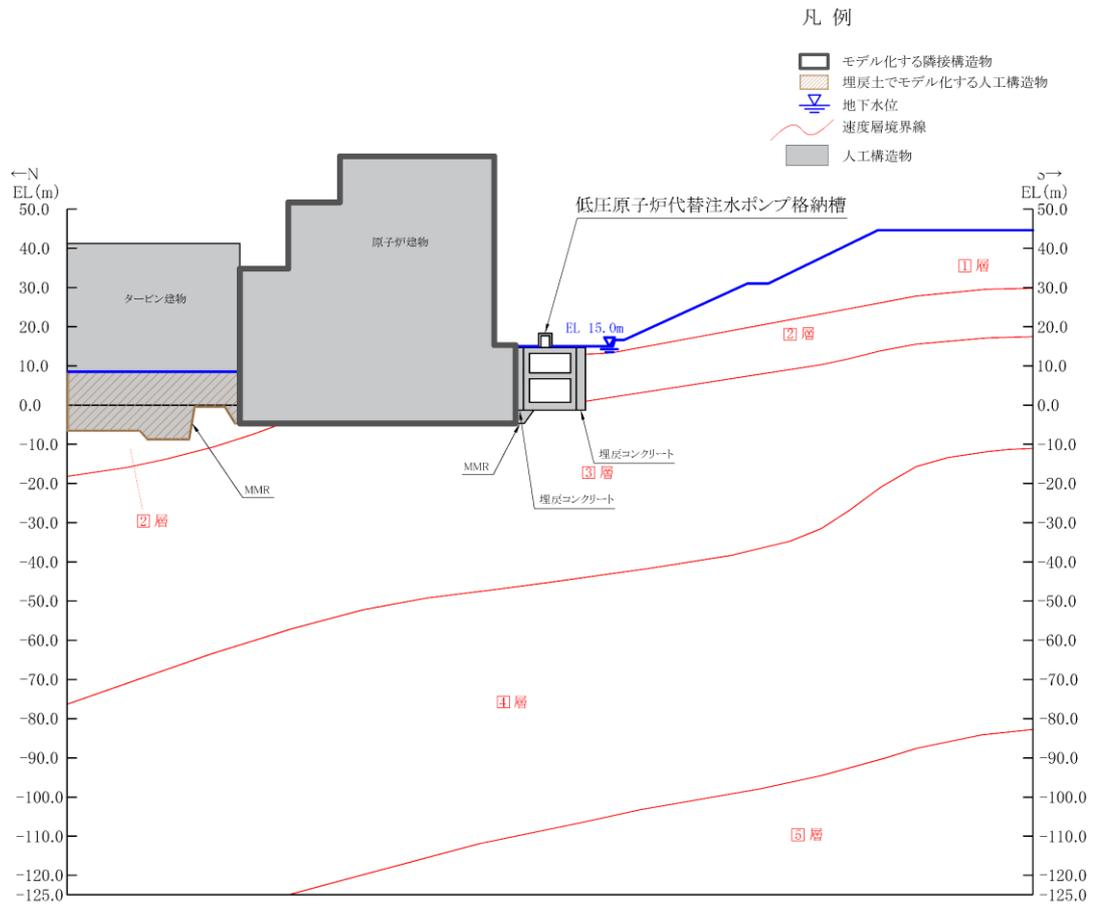 凡 例
モデル化する隣接構造物
埋戻土でモデル化する人工構造物
地下水位
速度層境界線
人工構造物
←N
EL(m)
S→
EL(m)
低圧原子炉代替注水ポンプ格納槽
原子炉建物
タービン建物
EL 15.0m
1 層
2 層
MMR
埋戻コンクリート
3 層
MMR
埋戻コンクリート
2 層
4 層
5 層
50.0
40.0
30.0
20.0
10.0
0.0
-10.0
-20.0
-30.0
-40.0
-50.0
-60.0
-70.0
-80.0
-90.0
-100.0
-110.0
-120.0
-125.0
50.0
40.0
30.0
20.0
10.0
0.0
-10.0
-20.0
-30.0
-40.0
-50.0
-60.0
-70.0
-80.0
-90.0
-100.0
-110.0
-120.0
-125.0